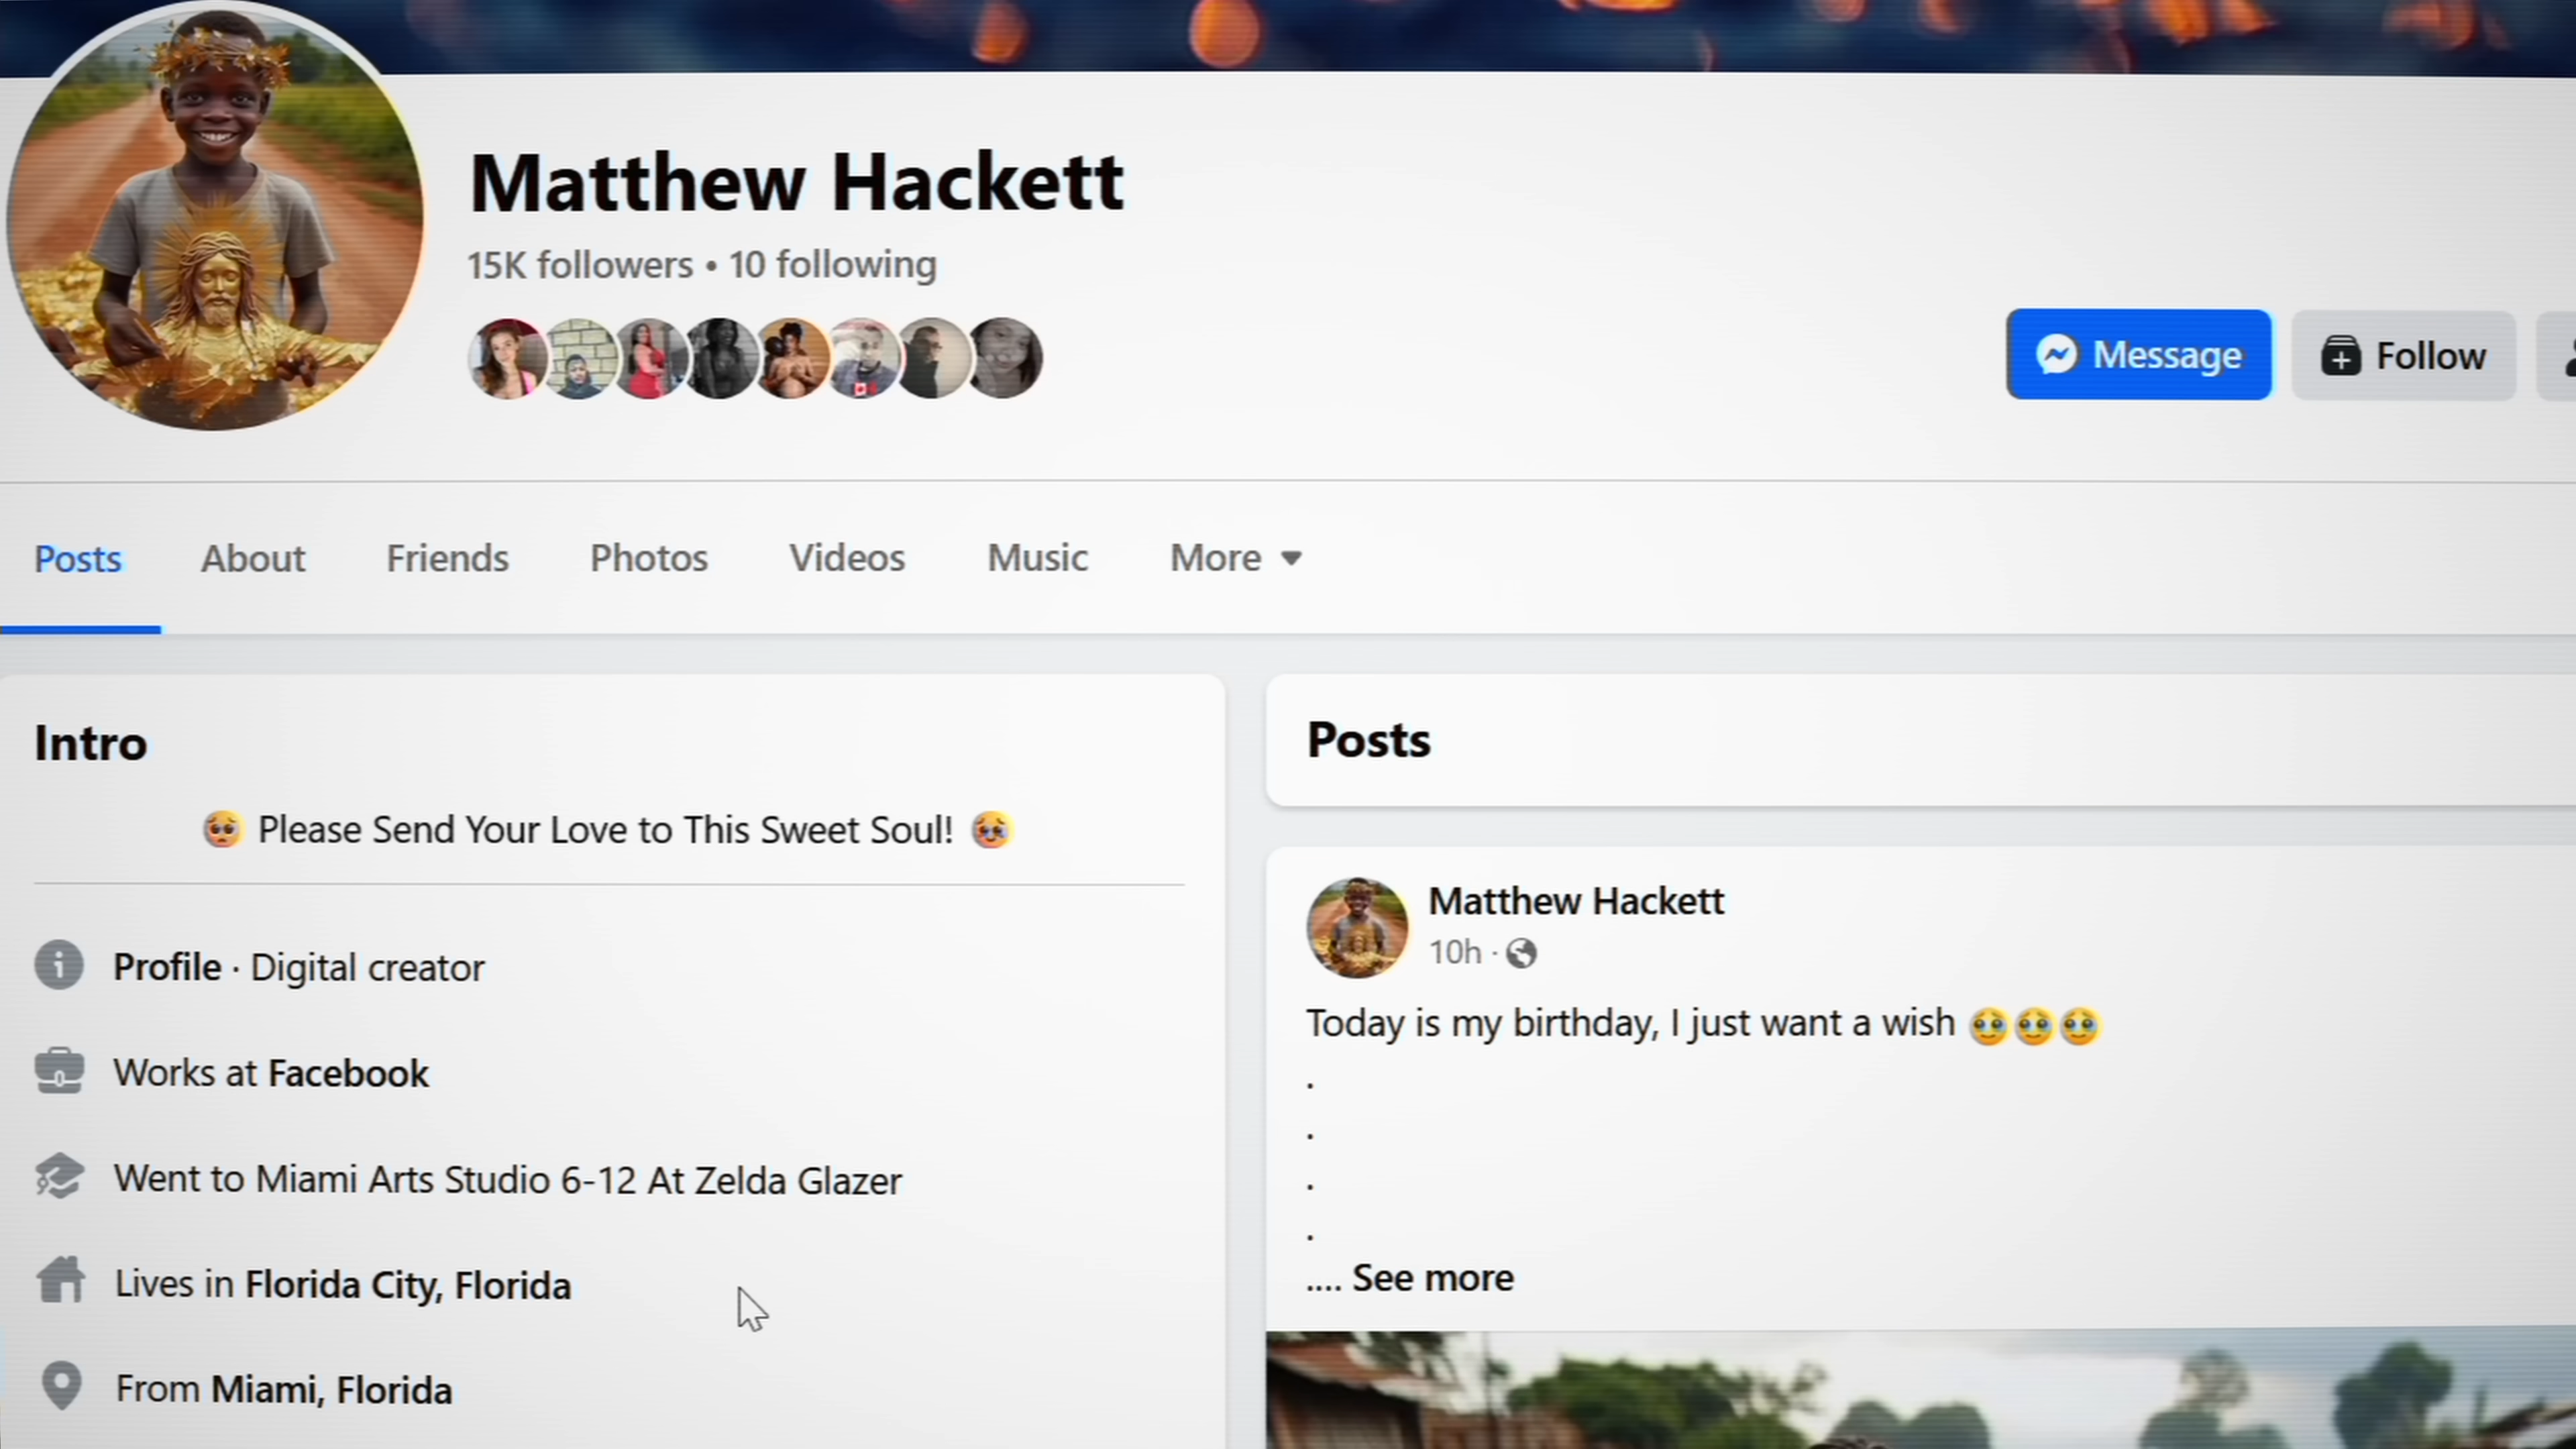 Matthew Hackett
15K followers • 10 following
Message
Follow
Posts
About
Friends
Photos
Videos
Music
More
Intro
🥺 Please Send Your Love to This Sweet Soul! 🥹
Profile · Digital creator
Works at Facebook
Went to Miami Arts Studio 6-12 At Zelda Glazer
Lives in Florida City, Florida
From Miami, Florida
Posts
Matthew Hackett
10h ·
Today is my birthday, I just want a wish 🥹🥹🥹
.
.
.
.
.... See more